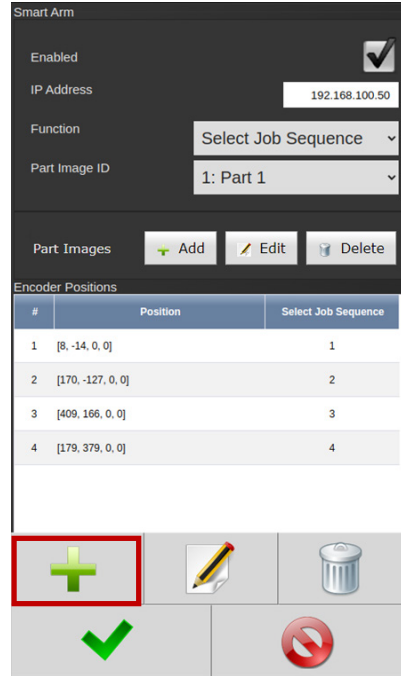 Smart Arm
Enabled
IP Address 192.168.100.50
Function Select Job Sequence
Part Image ID 1: Part 1
Part Images Add Edit Delete
Encoder Positions
# Position Select Job Sequence
1 [8, -14, 0, 0] 1
2 [170, -127, 0, 0] 2
3 [409, 166, 0, 0] 3
4 [179, 379, 0, 0] 4